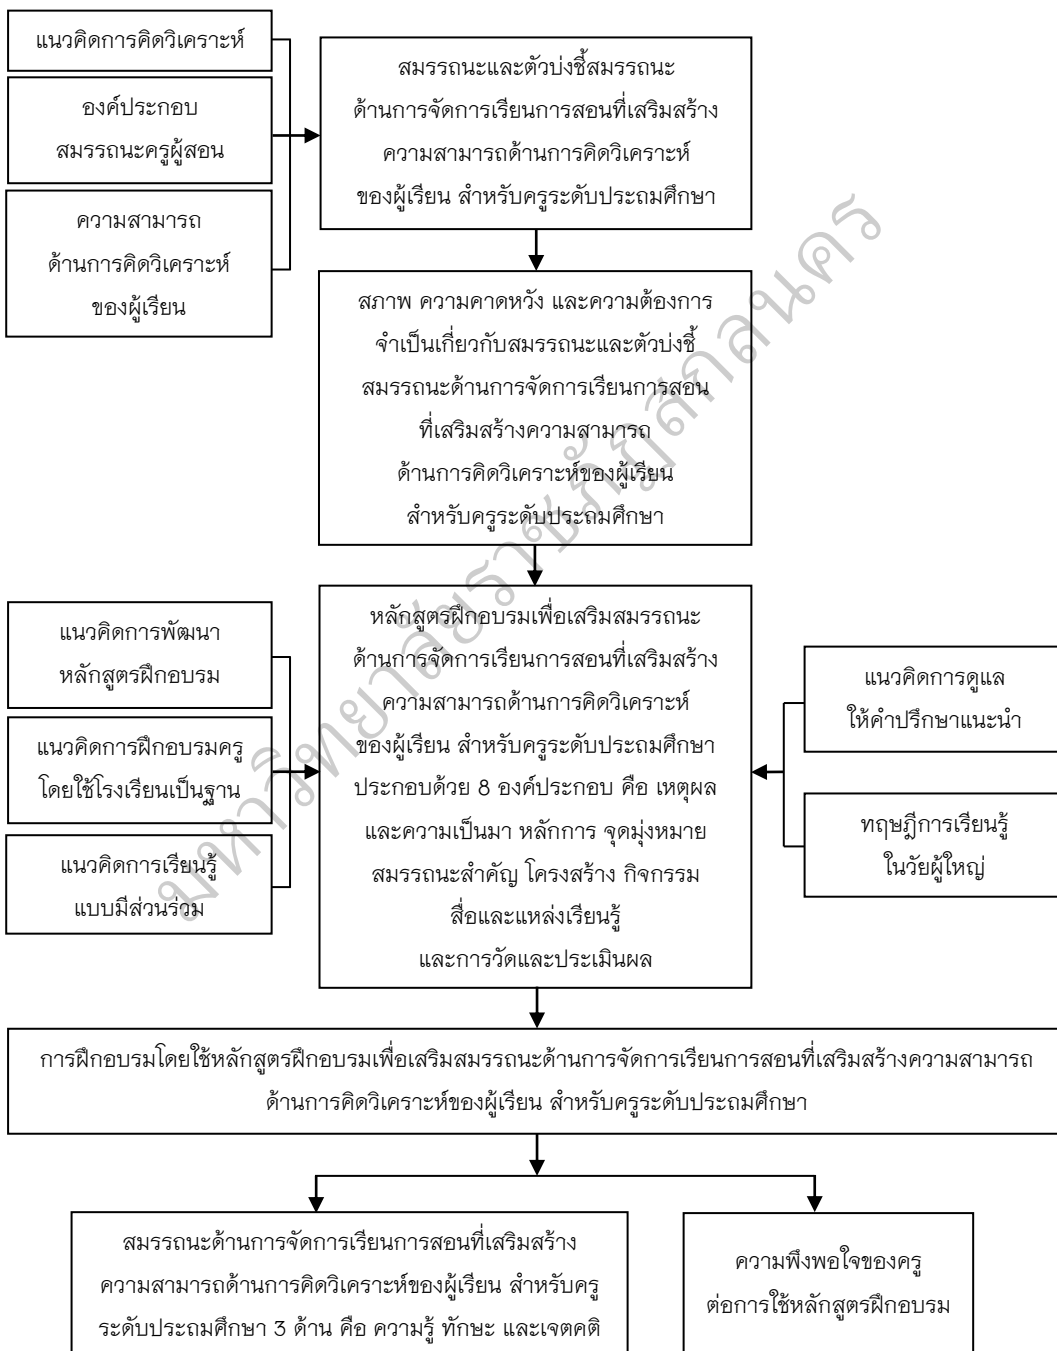 แนวคิดการคิดวิเคราะห์
องค์ประกอบ
สมรรถนะครูผู้สอน
ความสามารถ
ด้านการคิดวิเคราะห์
ของผู้เรียน
สมรรถนะและตัวบ่งชี้สมรรถนะ
ด้านการจัดการเรียนการสอนที่เสริมสร้าง
ความสามารถด้านการคิดวิเคราะห์
ของผู้เรียน สำหรับครูระดับประถมศึกษา
สภาพ ความคาดหวัง และความต้องการ
จำเป็นเกี่ยวกับสมรรถนะและตัวบ่งชี้
สมรรถนะด้านการจัดการเรียนการสอน
ที่เสริมสร้างความสามารถ
ด้านการคิดวิเคราะห์ของผู้เรียน
สำหรับครูระดับประถมศึกษา
แนวคิดการพัฒนา
หลักสูตรฝึกอบรม
แนวคิดการฝึกอบรมครู
โดยใช้โรงเรียนเป็นฐาน
แนวคิดการเรียนรู้
แบบมีส่วนร่วม
หลักสูตรฝึกอบรมเพื่อเสริมสมรรถนะ
ด้านการจัดการเรียนการสอนที่เสริมสร้าง
ความสามารถด้านการคิดวิเคราะห์
ของผู้เรียน สำหรับครูระดับประถมศึกษา
ประกอบด้วย 8 องค์ประกอบ คือ เหตุผล
และความเป็นมา หลักการ จุดมุ่งหมาย
สมรรถนะสำคัญ โครงสร้าง กิจกรรม
สื่อและแหล่งเรียนรู้
และการวัดและประเมินผล
แนวคิดการดูแล
ให้คำปรึกษาแนะนำ
ทฤษฎีการเรียนรู้
ในวัยผู้ใหญ่
การฝึกอบรมโดยใช้หลักสูตรฝึกอบรมเพื่อเสริมสมรรถนะด้านการจัดการเรียนการสอนที่เสริมสร้างความสามารถ
ด้านการคิดวิเคราะห์ของผู้เรียน สำหรับครูระดับประถมศึกษา
สมรรถนะด้านการจัดการเรียนการสอนที่เสริมสร้าง
ความสามารถด้านการคิดวิเคราะห์ของผู้เรียน สำหรับครู
ระดับประถมศึกษา 3 ด้าน คือ ความรู้ ทักษะ และเจตคติ
ความพึงพอใจของครู
ต่อการใช้หลักสูตรฝึกอบรม
มหาวิทยาลัยราชภัฏสกลนคร